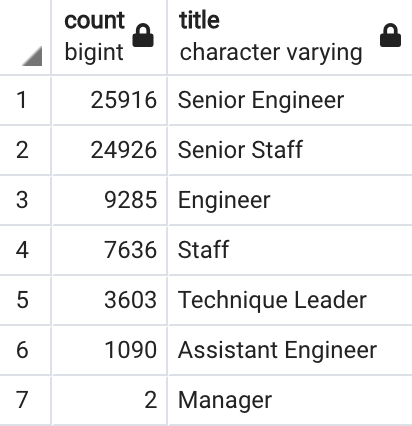 count title
bigint character varying
1 25916 Senior Engineer
2 24926 Senior Staff
3 9285 Engineer
4 7636 Staff
5 3603 Technique Leader
6 1090 Assistant Engineer
7 2 Manager